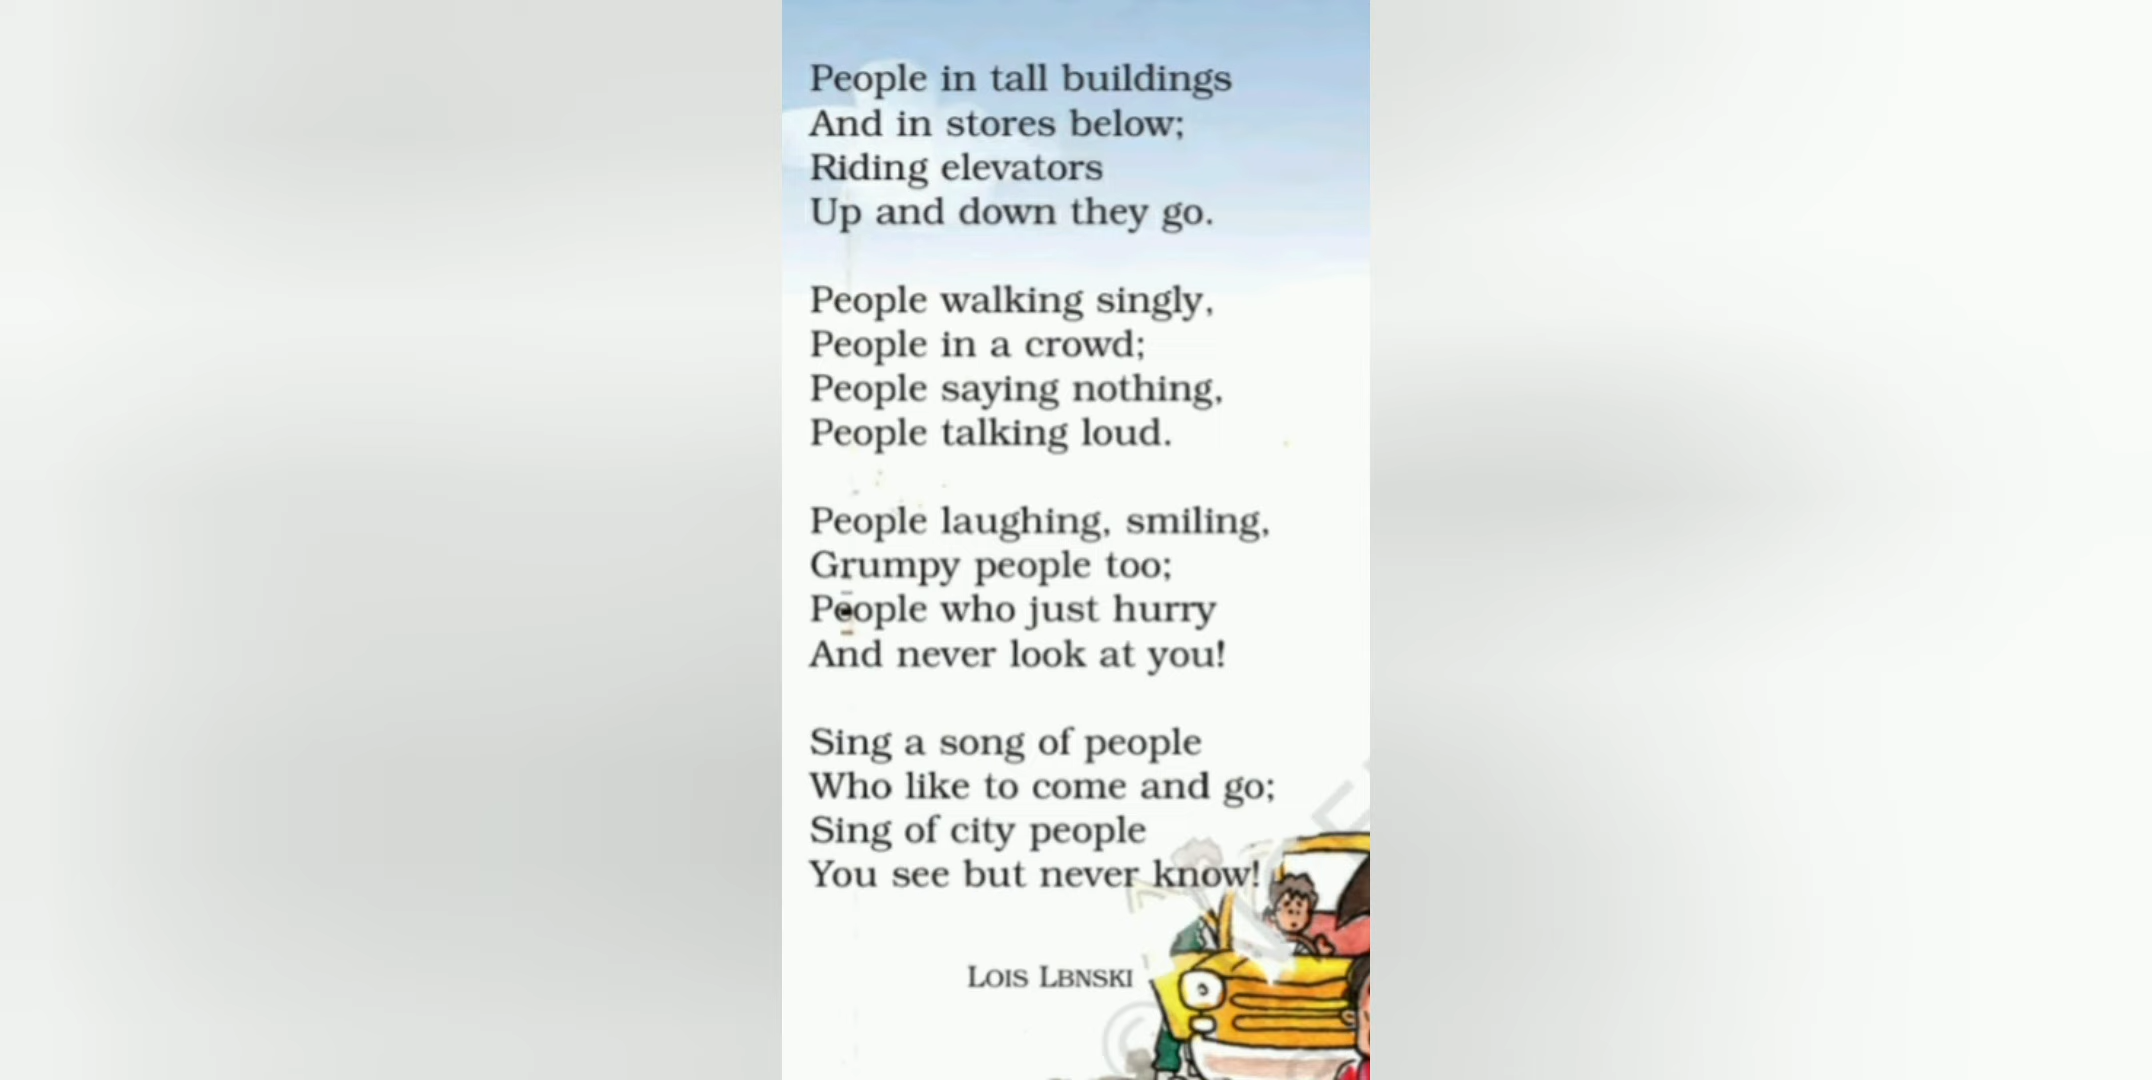 People in tall buildings
And in stores below;
Riding elevators
Up and down they go.
People walking singly,
People in a crowd;
People saying nothing,
People talking loud.
People laughing, smiling,
Grumpy people too;
People who just hurry
And never look at you!
Sing a song of people
Who like to come and go;
Sing of city people
You see but never know!
LOIS LBNSKI